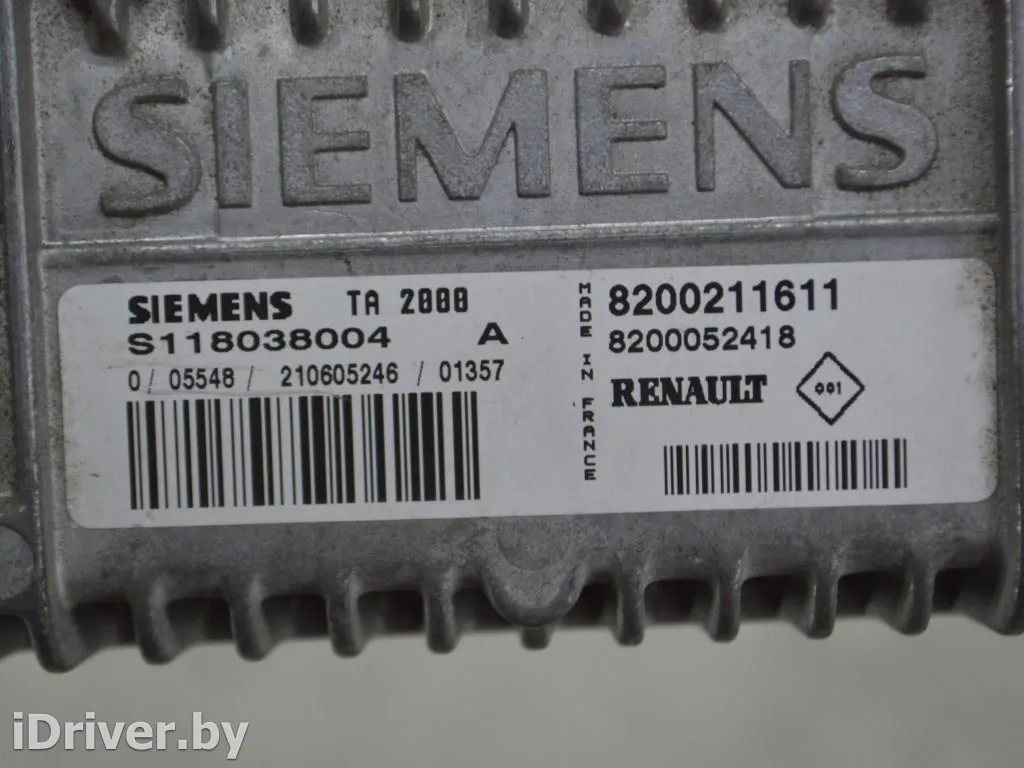 SIEMENS
SIEMENS TA 2000
S118038004 A
0/ 05548 / 210605246 / 01357
MADE IN FRANCE
8200211611
8200052418
RENAULT 001
iDriver.by